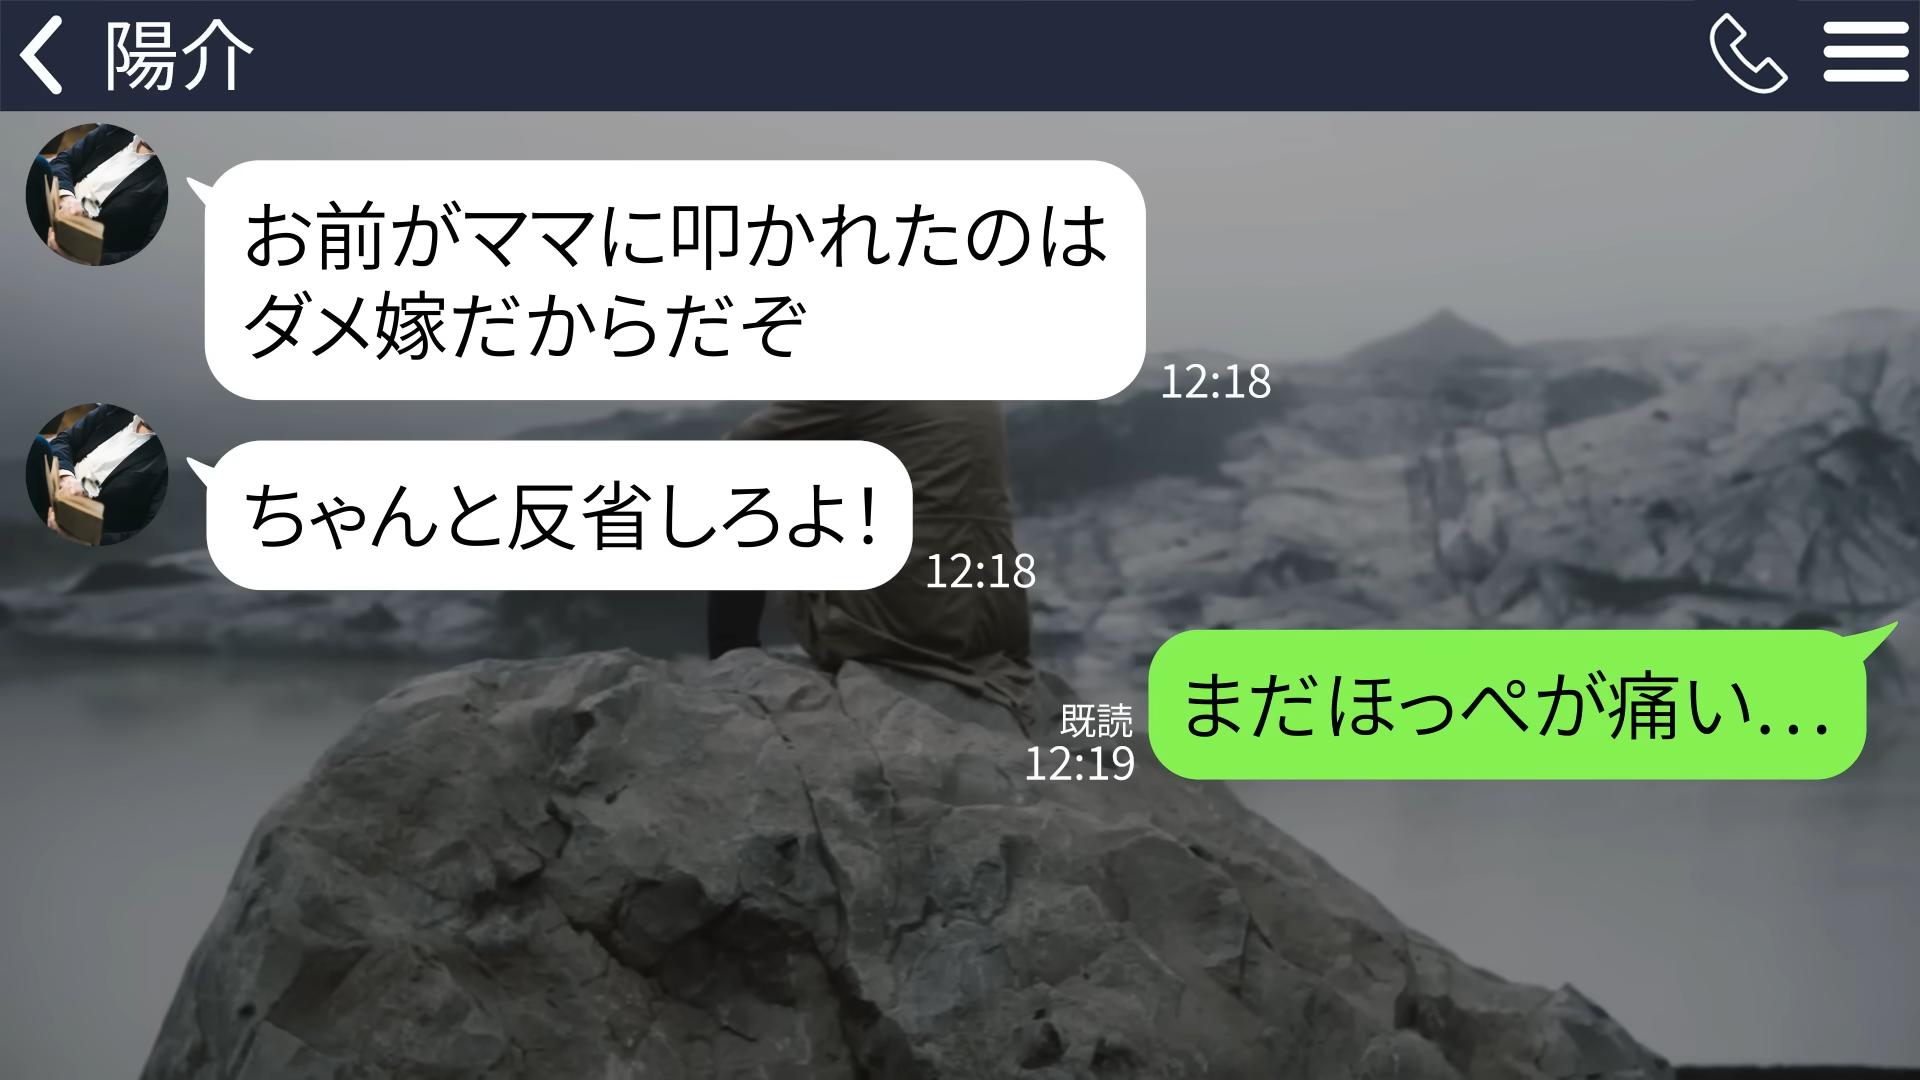 陽介
お前がママに叩かれたのは
ダメ嫁だからだぞ
12:18
ちゃんと反省しろよ!
12:18
まだほっぺが痛い…
既読
12:19